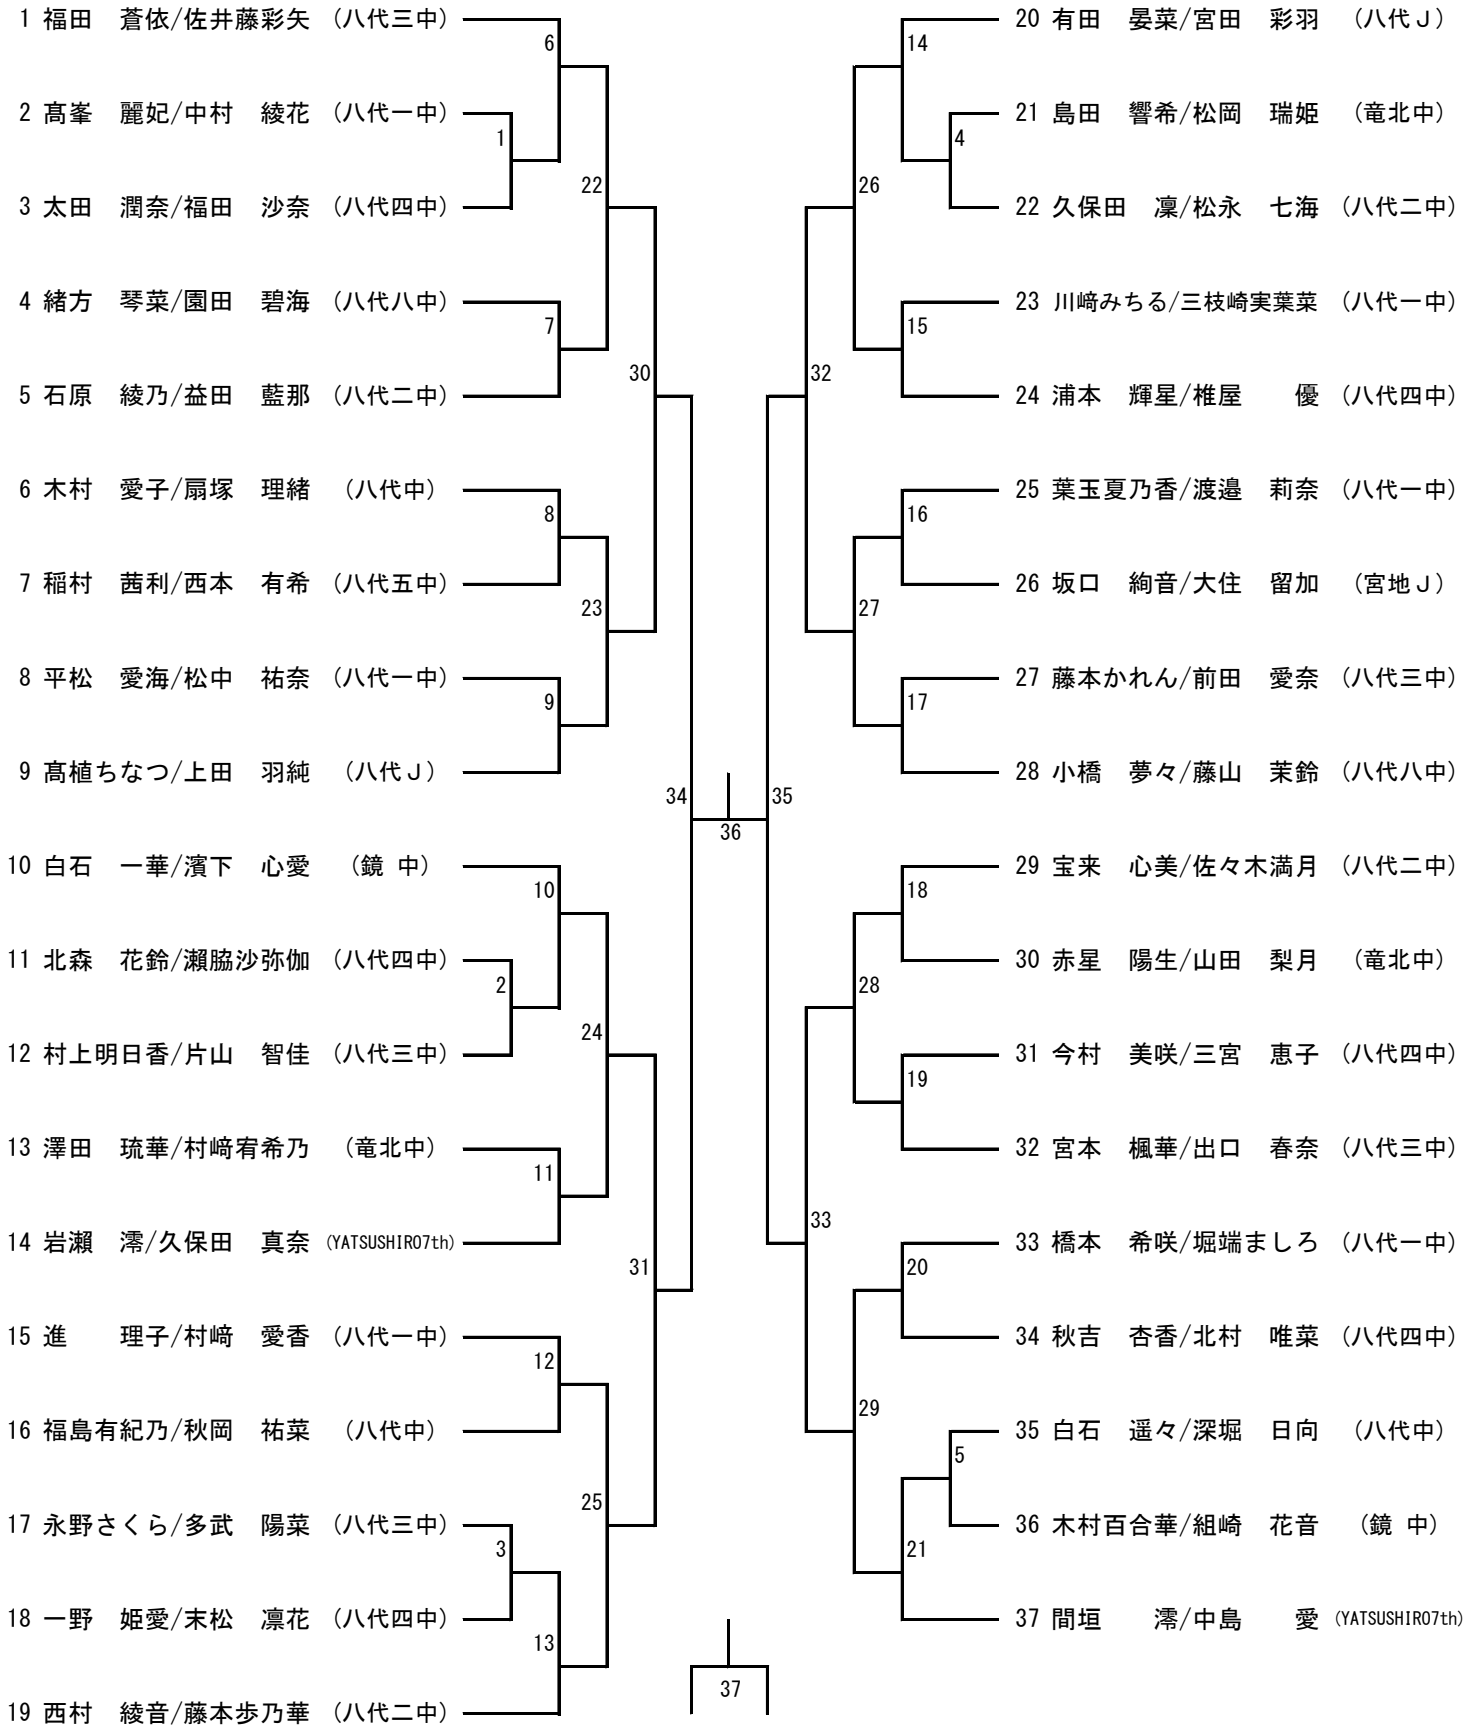 1 福田　蒼依/佐井藤彩矢 （八代三中）
6
2 髙峯　麗妃/中村　綾花 （八代一中）
1
3 太田　潤奈/福田　沙奈 （八代四中）
22
4 緒方　琴菜/園田　碧海 （八代八中）
7
5 石原　綾乃/益田　藍那 （八代二中）
30
6 木村　愛子/扇塚　理緒 （八代中）
8
7 稲村　茜利/西本　有希 （八代五中）
23
8 平松　愛海/松中　祐奈 （八代一中）
9
9 髙植ちなつ/上田　羽純 （八代Ｊ）
34
10 白石　一華/濱下　心愛 （鏡 中）
10
11 北森　花鈴/瀨脇沙弥伽 （八代四中）
2
12 村上明日香/片山　智佳 （八代三中）
24
13 澤田　琉華/村﨑宥希乃 （竜北中）
11
14 岩瀨　澪/久保田　真奈 （YATSUSHIRO7th）
31
15 進　　理子/村﨑　愛香 （八代一中）
12
16 福島有紀乃/秋岡　祐菜 （八代中）
25
17 永野さくら/多武　陽菜 （八代三中）
3
18 一野　姫愛/末松　凛花 （八代四中）
13
19 西村　綾音/藤本歩乃華 （八代二中）
36
37
20 有田　晏菜/宮田　彩羽 （八代Ｊ）
14
21 島田　響希/松岡　瑞姫 （竜北中）
4
22 久保田　凜/松永　七海 （八代二中）
26
23 川﨑みちる/三枝崎実葉菜 （八代一中）
15
24 浦本　輝星/椎屋　　優 （八代四中）
32
25 葉玉夏乃香/渡邉　莉奈 （八代一中）
16
26 坂口　絢音/大住　留加 （宮地Ｊ）
27
27 藤本かれん/前田　愛奈 （八代三中）
17
28 小橋　夢々/藤山　茉鈴 （八代八中）
35
29 宝来　心美/佐々木満月 （八代二中）
18
30 赤星　陽生/山田　梨月 （竜北中）
28
31 今村　美咲/三宮　恵子 （八代四中）
19
32 宮本　楓華/出口　春奈 （八代三中）
33
33 橋本　希咲/堀端ましろ （八代一中）
20
34 秋吉　杏香/北村　唯菜 （八代四中）
29
35 白石　遥々/深堀　日向 （八代中）
5
36 木村百合華/組崎　花音 （鏡 中）
21
37 間垣　　澪/中島　　愛 （YATSUSHIRO7th）